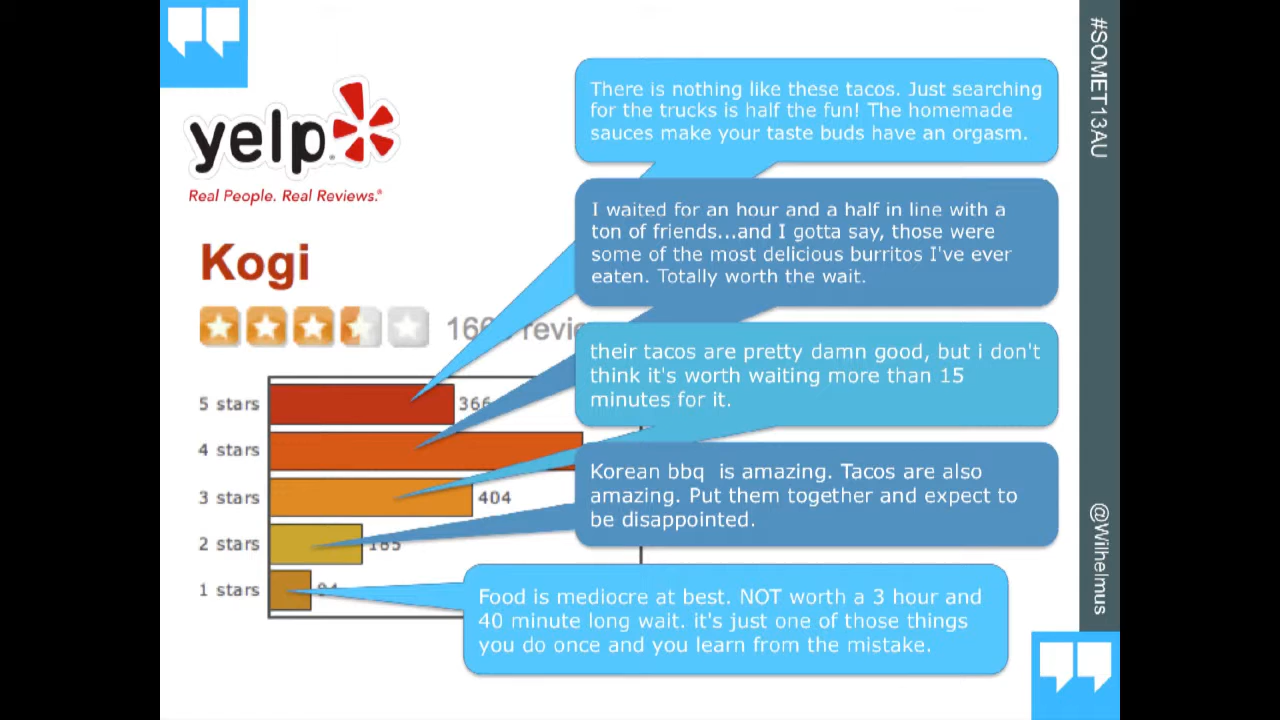 yelp
Real People. Real Reviews.®
Kogi
#SOMET13AU
There is nothing like these tacos. Just searching
for the trucks is half the fun! The homemade
sauces make your taste buds have an orgasm.
I waited for an hour and a half in line with a
ton of friends...and I gotta say, those were
some of the most delicious burritos I've ever
eaten. Totally worth the wait.
their tacos are pretty damn good, but i don't
think it's worth waiting more than 15
minutes for it.
Korean bbq  is amazing. Tacos are also
amazing. Put them together and expect to
be disappointed.
Food is mediocre at best. NOT worth a 3 hour and
40 minute long wait. it's just one of those things
you do once and you learn from the mistake.
5 stars 366
4 stars
3 stars 404
2 stars 185
1 stars
@Wilhelmus